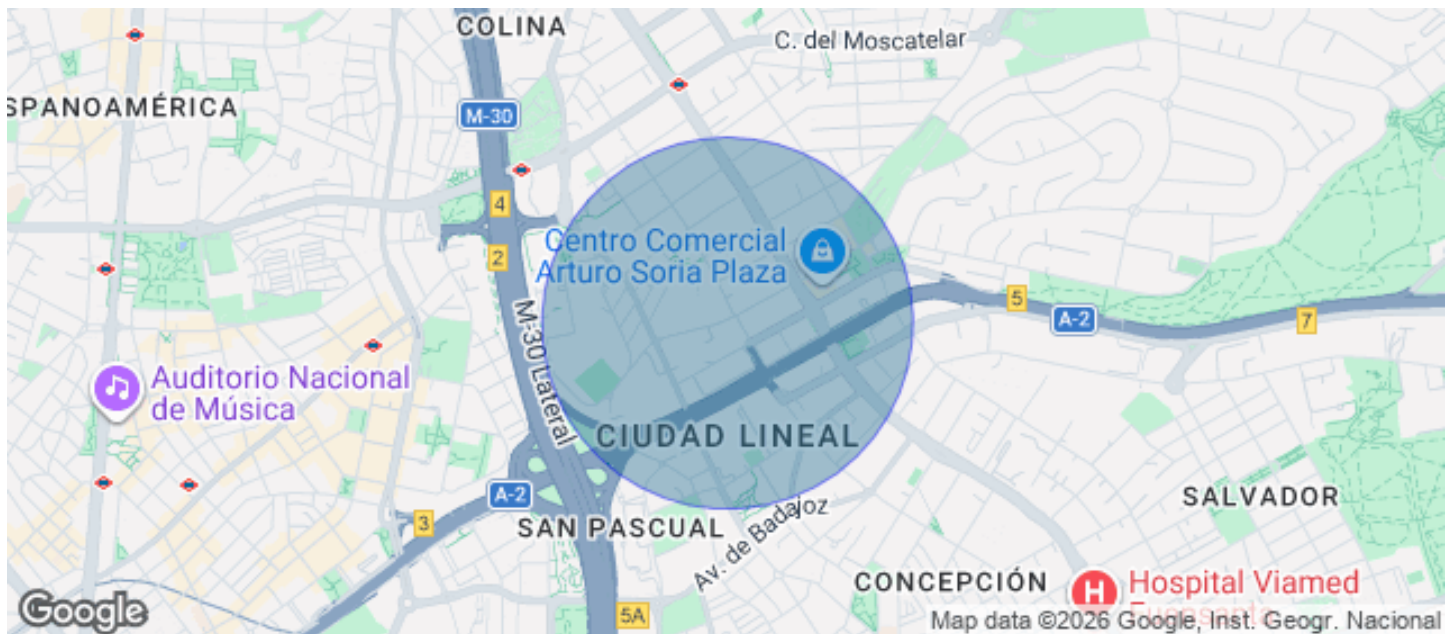 COLINA
C. del Moscatelar
SPANOAMÉRICA
M-30
4
2
Centro Comercial
Arturo Soria Plaza
5
A-2
7
M-30 Lateral
Auditorio Nacional
de Música
CIUDAD LINEAL
A-2
3
SAN PASCUAL
Av. de Badajoz
SALVADOR
CONCEPCIÓN
H
Hospital Viamed
Fuensanta
5A
Google
Map data ©2026 Google, Inst. Geogr. Nacional